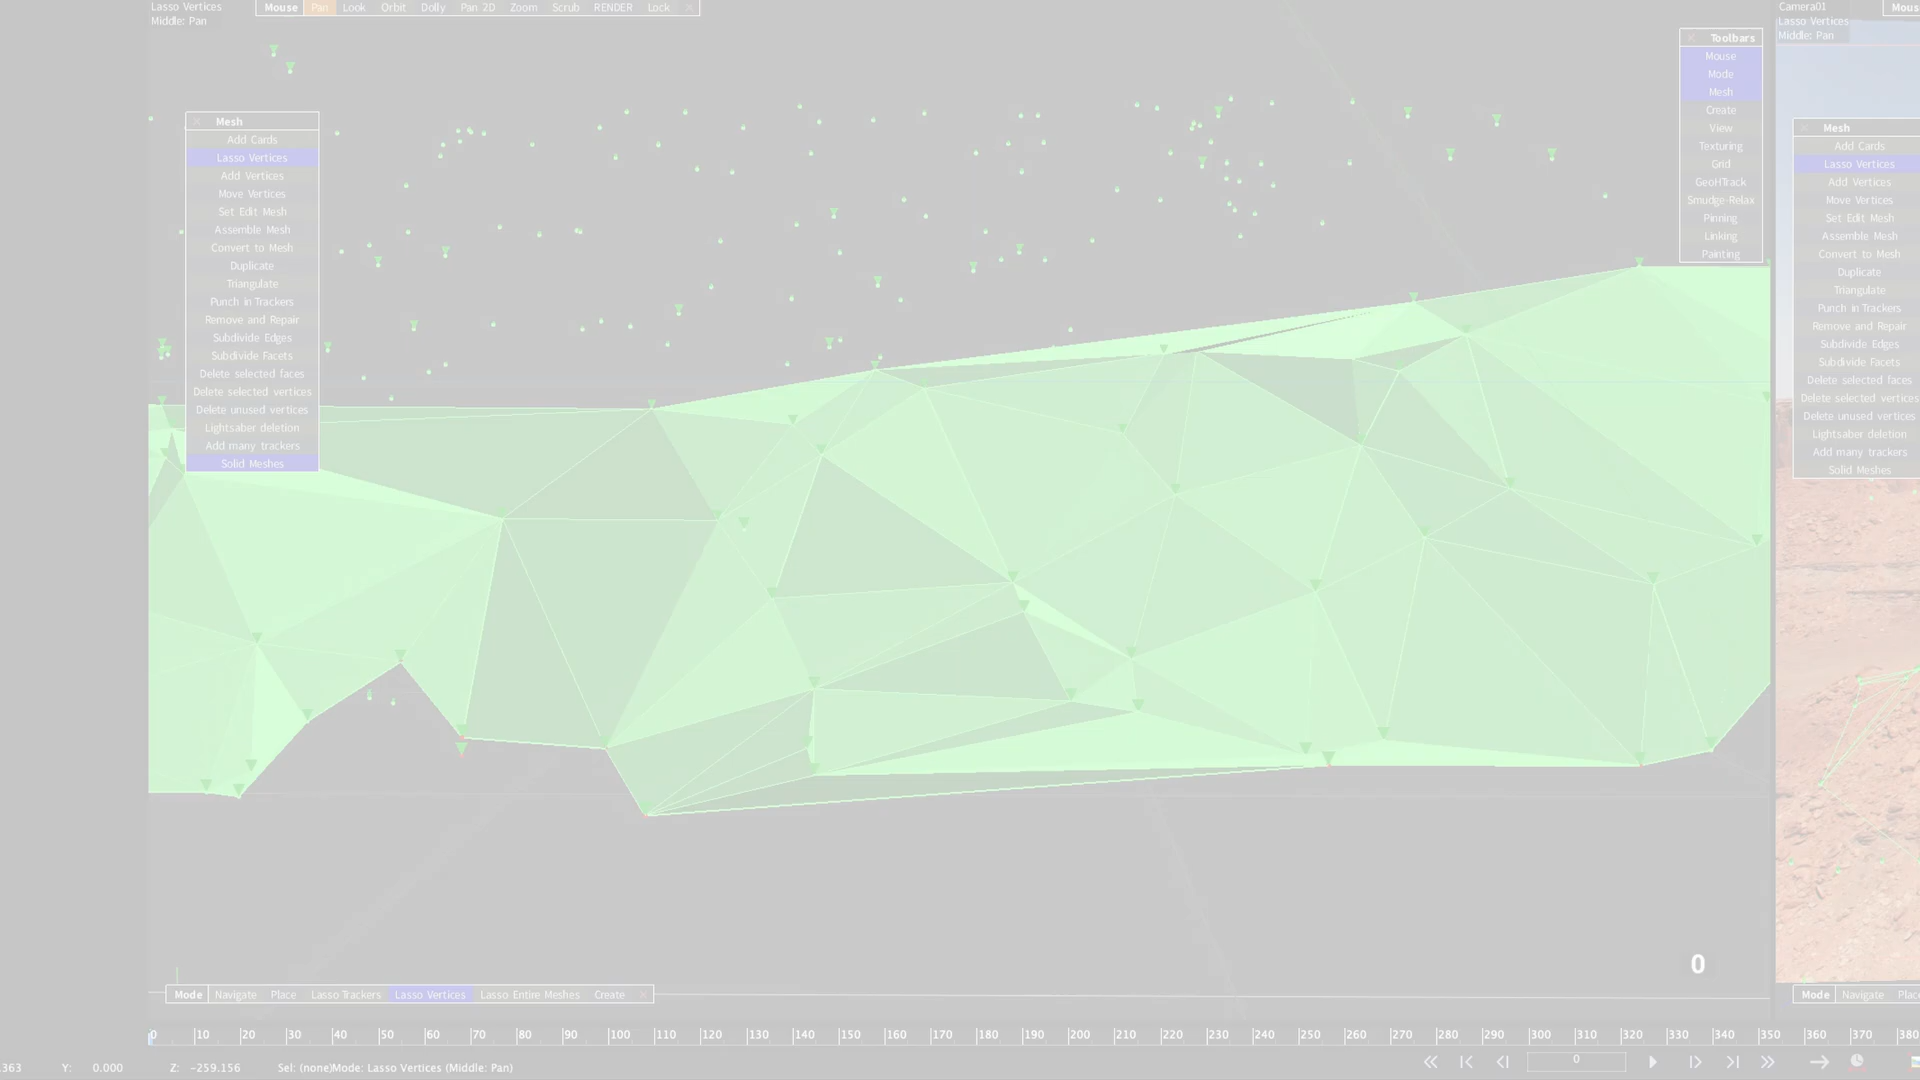 Lasso Vertices
Middle: Pan
Mouse Pan Look Orbit Dolly Pan 2D Zoom Scrub RENDER Lock
Toolbars
Mouse
Mode
Mesh
Create
View
Texturing
Grid
GeoHTrack
Smudge-Relax
Pinning
Linking
Painting
Mesh
Add Cards
Lasso Vertices
Add Vertices
Move Vertices
Set Edit Mesh
Assemble Mesh
Convert to Mesh
Duplicate
Triangulate
Punch in Trackers
Remove and Repair
Subdivide Edges
Subdivide Facets
Delete selected faces
Delete selected vertices
Delete unused vertices
Lightsaber deletion
Add many trackers
Solid Meshes
Camera01
Lasso Vertices
Middle: Pan
Mous
Mesh
Add Cards
Lasso Vertices
Add Vertices
Move Vertices
Set Edit Mesh
Assemble Mesh
Convert to Mesh
Duplicate
Triangulate
Punch in Trackers
Remove and Repair
Subdivide Edges
Subdivide Facets
Delete selected faces
Delete selected vertices
Delete unused vertices
Lightsaber deletion
Add many trackers
Solid Meshes
0
Mode Navigate Place Lasso Trackers Lasso Vertices Lasso Entire Meshes Create
Mode Navigate Place
0 10 20 30 40 50 60 70 80 90 100 110 120 130 140 150 160 170 180 190 200 210 220 230 240 250 260 270 280 290 300 310 320 330 340 350 360 370 380
.363 Y: 0.000 Z: -259.156 Sel: (none)Mode: Lasso Vertices (Middle: Pan)
0